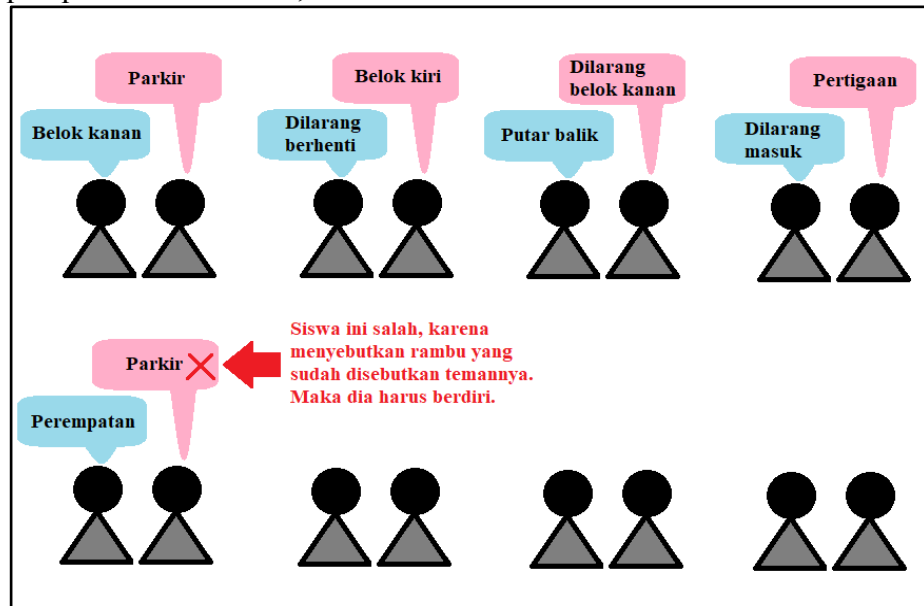 Parkir
Belok kanan
Belok kiri
Dilarang
berhenti
Dilarang
belok kanan
Putar balik
Pertigaan
Dilarang
masuk
Parkir
Perempatan
Siswa ini salah, karena
menyebutkan rambu yang
sudah disebutkan temannya.
Maka dia harus berdiri.